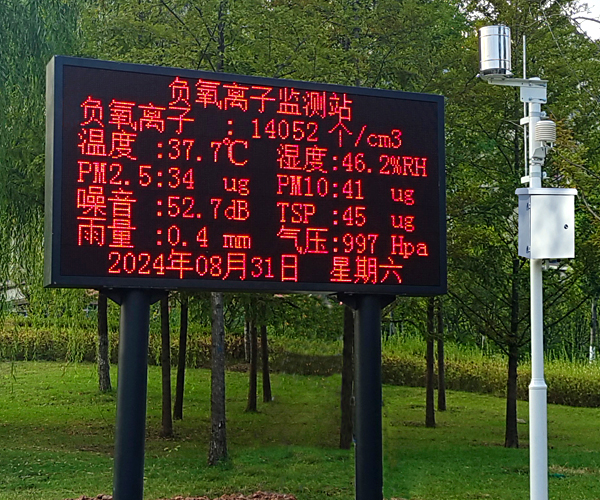 负氧离子监测站
负氧离子 : 14052 个/cm3
温度 :37.7℃ 湿度:46.2%RH
PM2.5:34 ug PM10:41 ug
噪音 :52.7dB TSP :45 ug
雨量 :0.4 mm 气压:997 Hpa
2024年08月31日 星期六